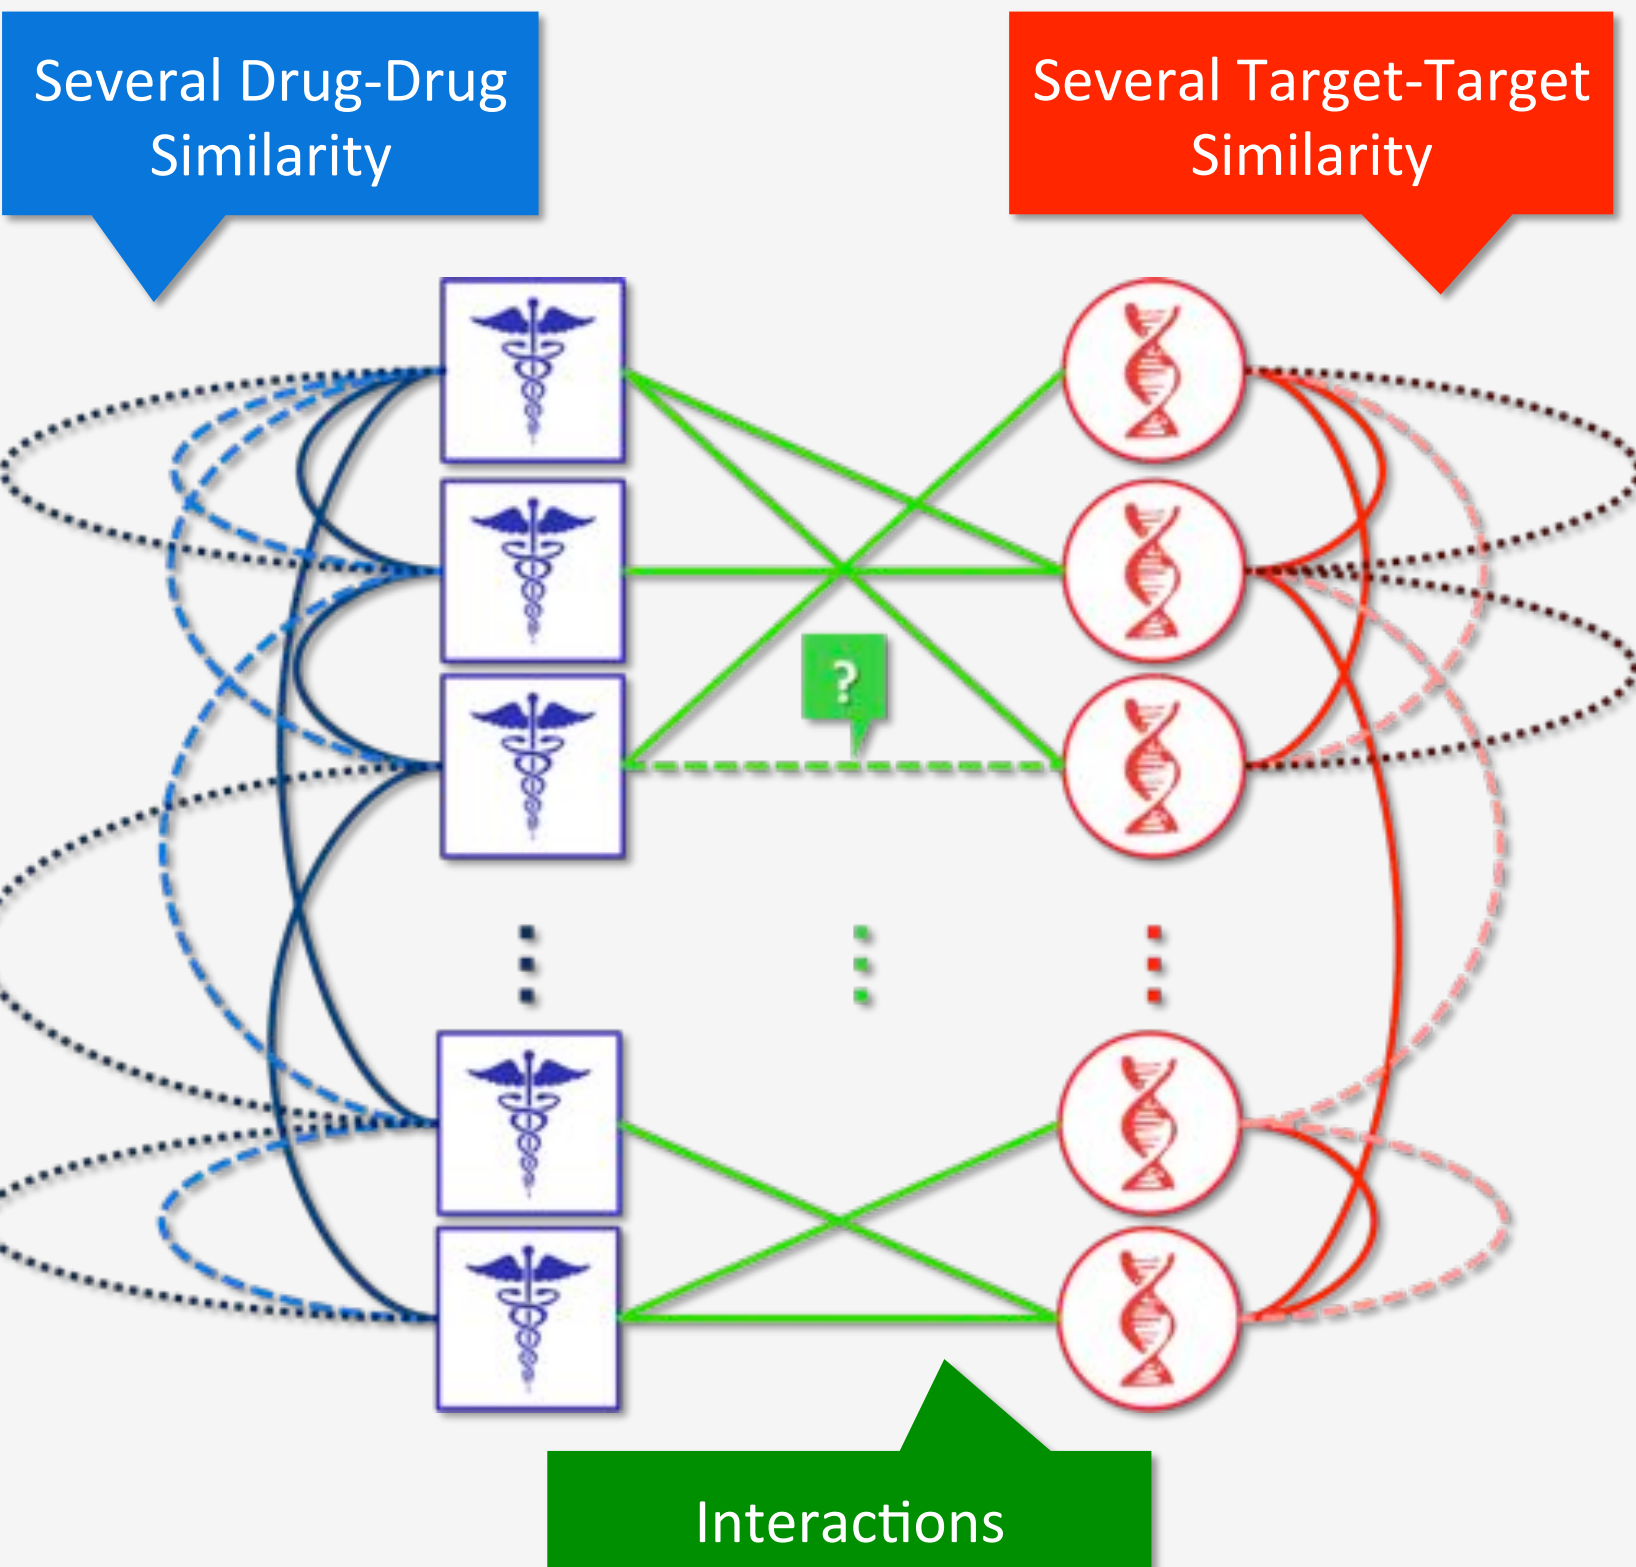 Several Drug-Drug
Similarity
Several Target-Target
Similarity
?
Interactions